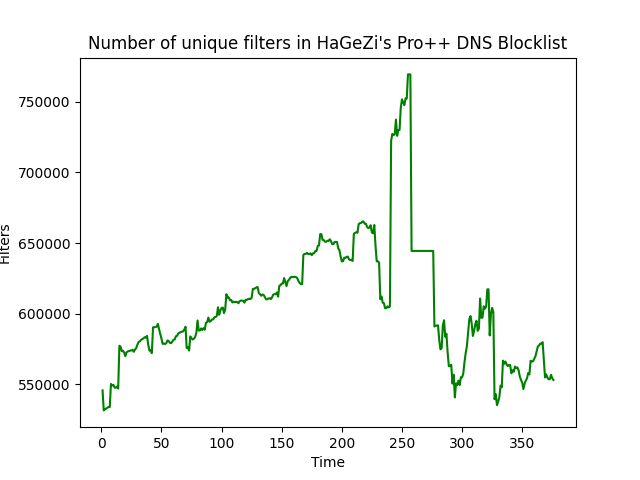 Number of unique filters in HaGeZi's Pro++ DNS Blocklist
Filters
750000
700000
650000
600000
550000
0 50 100 150 200 250 300 350
Time